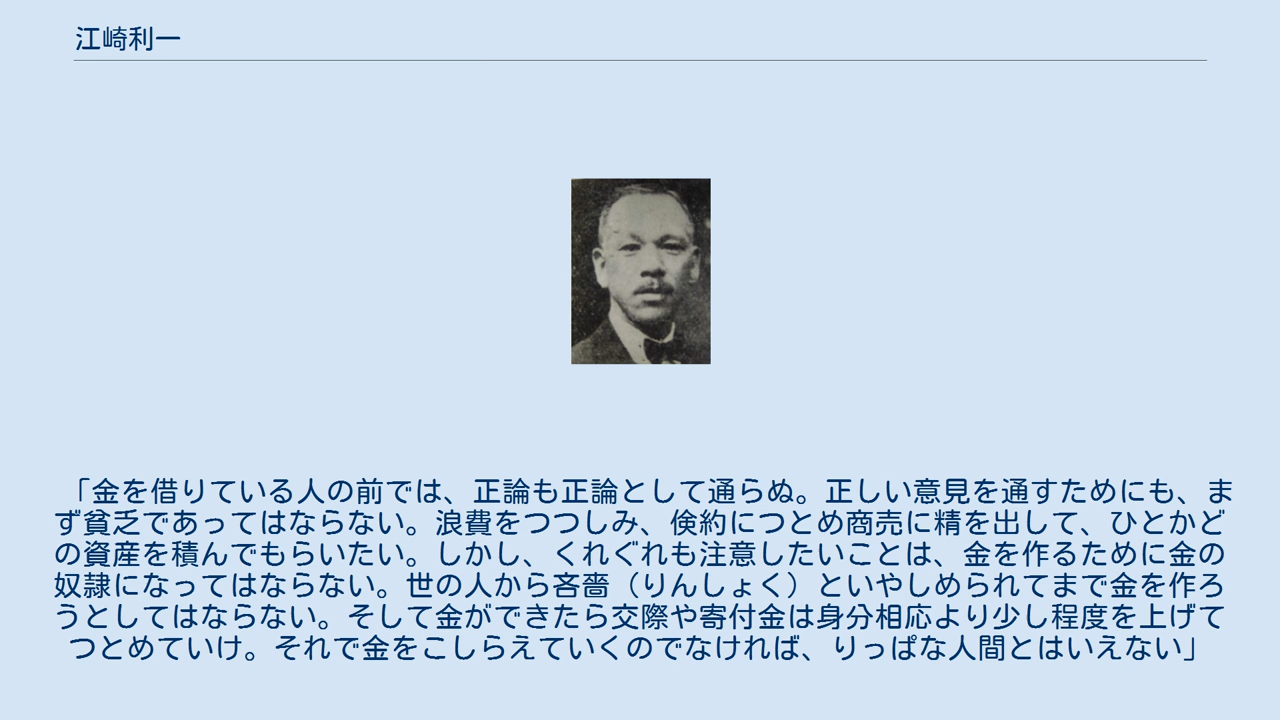 江崎利一
「金を借りている人の前では、正論も正論として通らぬ。正しい意見を通すためにも、ま
ず貧乏であってはならない。浪費をつつしみ、倹約につとめ商売に精を出して、ひとかど
の資産を積んでもらいたい。しかし、くれぐれも注意したいことは、金を作るために金の
奴隷になってはならない。世の人から吝嗇（りんしょく）といやしめられてまで金を作ろ
うとしてはならない。そして金ができたら交際や寄付金は身分相応より少し程度を上げて
つとめていけ。それで金をこしらえていくのでなければ、りっぱな人間とはいえない」